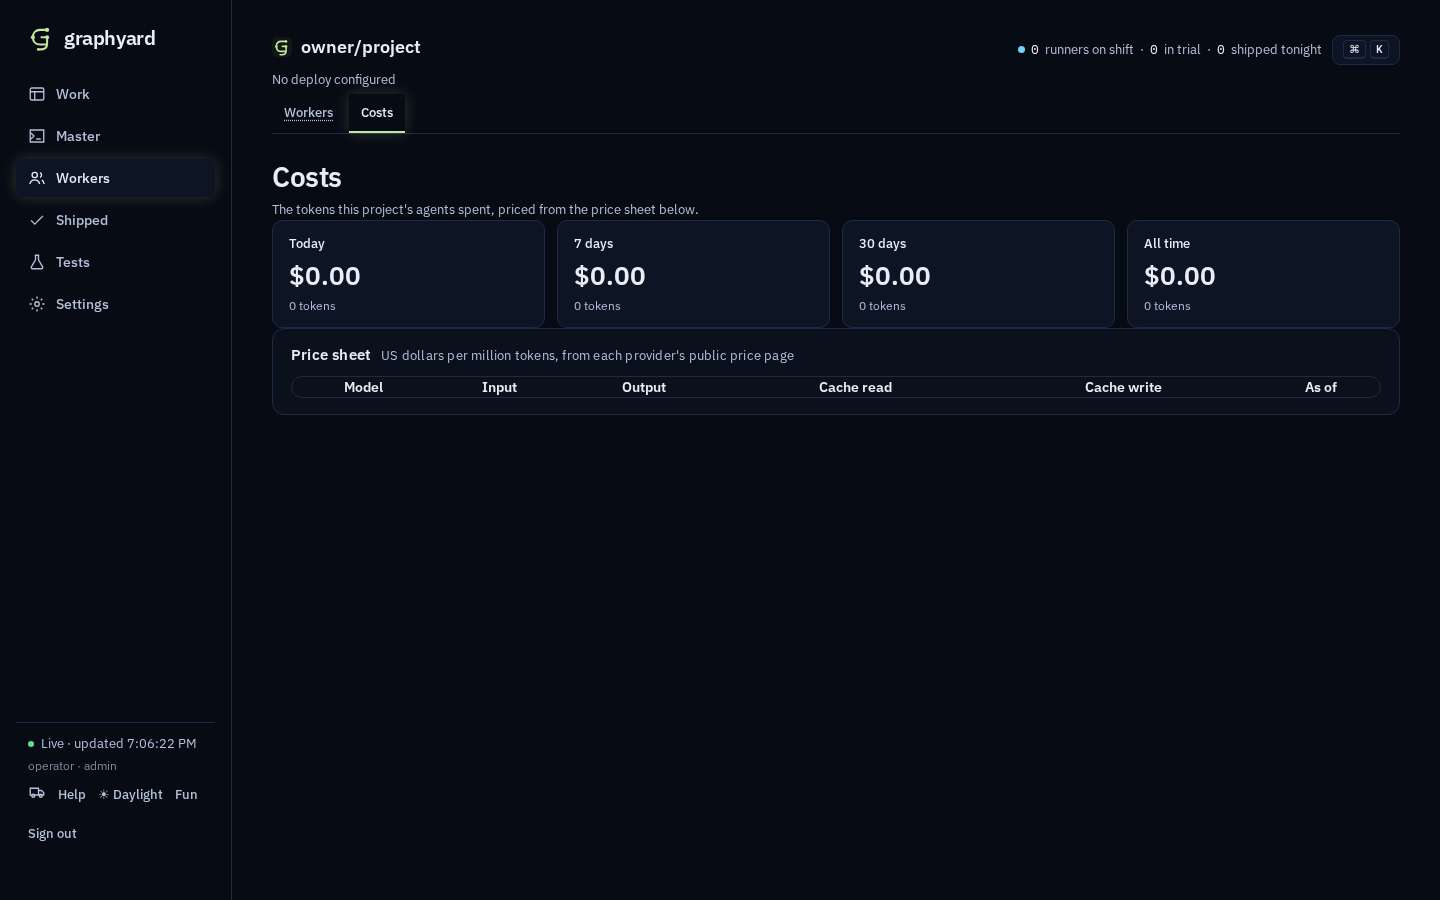 graphyard
Work
Master
Workers
Shipped
Tests
Settings
Live · updated 7:06:22 PM
operator · admin
Help ☀ Daylight Fun
Sign out
owner/project
0 runners on shift · 0 in trial · 0 shipped tonight ⌘ K
No deploy configured
Workers Costs
Costs
The tokens this project's agents spent, priced from the price sheet below.
Today
$0.00
0 tokens
7 days
$0.00
0 tokens
30 days
$0.00
0 tokens
All time
$0.00
0 tokens
Price sheet US dollars per million tokens, from each provider's public price page
Model Input Output Cache read Cache write As of